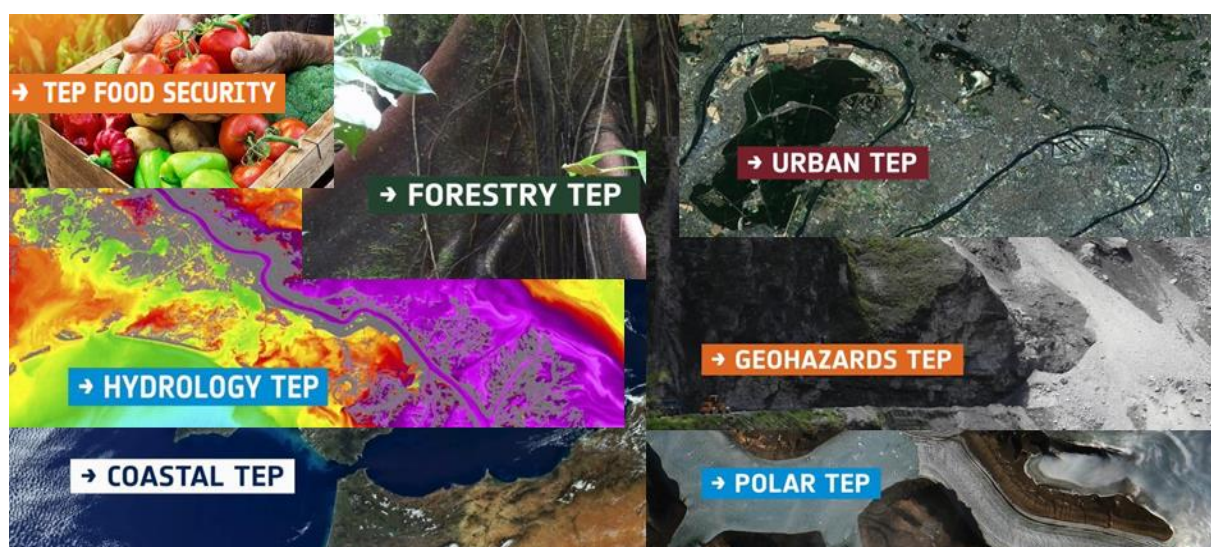 → TEP FOOD SECURITY
→ FORESTRY TEP
→ URBAN TEP
→ HYDROLOGY TEP
→ GEOHAZARDS TEP
→ COASTAL TEP
→ POLAR TEP